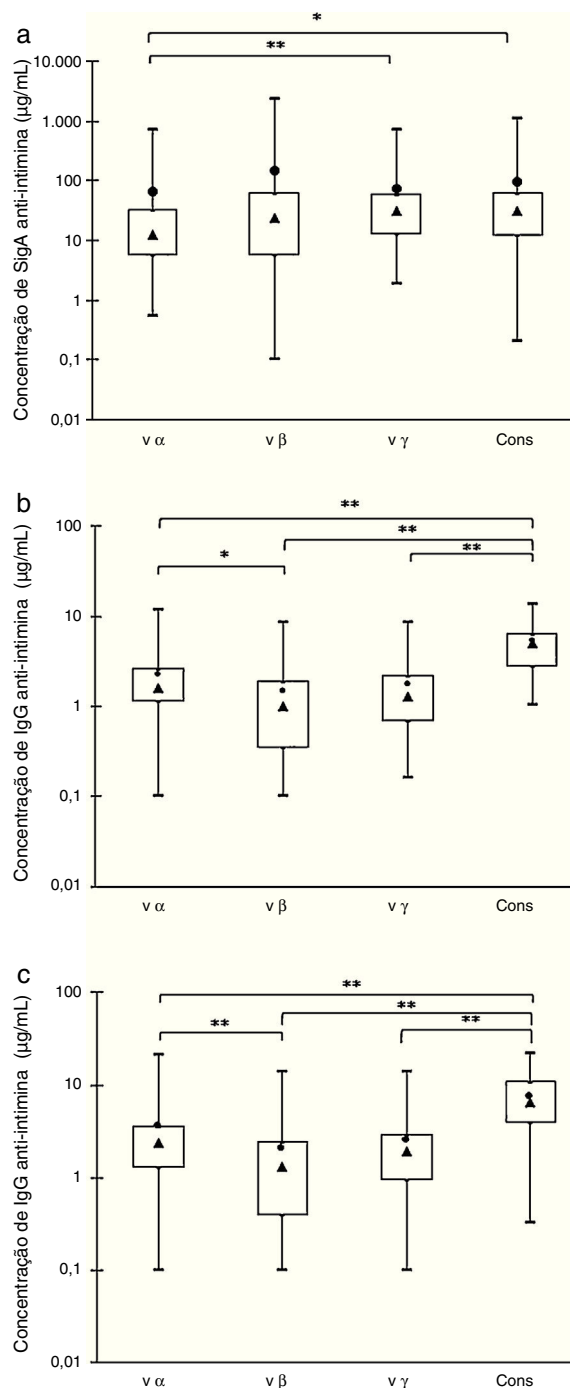 a
*
**
Concentração de SigA anti-intimina (µg/mL)
10.000
1.000
100
10
1
0,1
0,01
v α v β v γ Cons
b
**
**
* **
Concentração de IgG anti-intimina (µg/mL)
100
10
1
0,1
0,01
v α v β v γ Cons
c
**
**
** **
Concentração de IgG anti-intimina (µg/mL)
100
10
1
0,1
0,01
v α v β v γ Cons